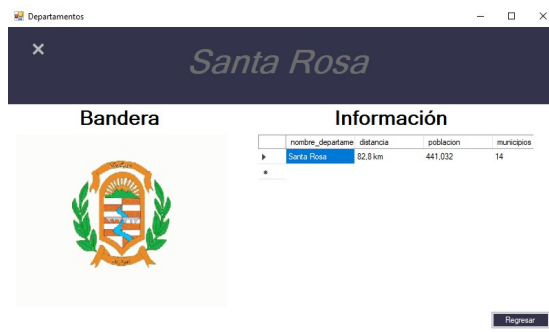 Departamentos
Santa Rosa
Bandera
Información
nombre_departame distancia poblacion municipios
Santa Rosa 82,8 km 441,032 14
Regresar